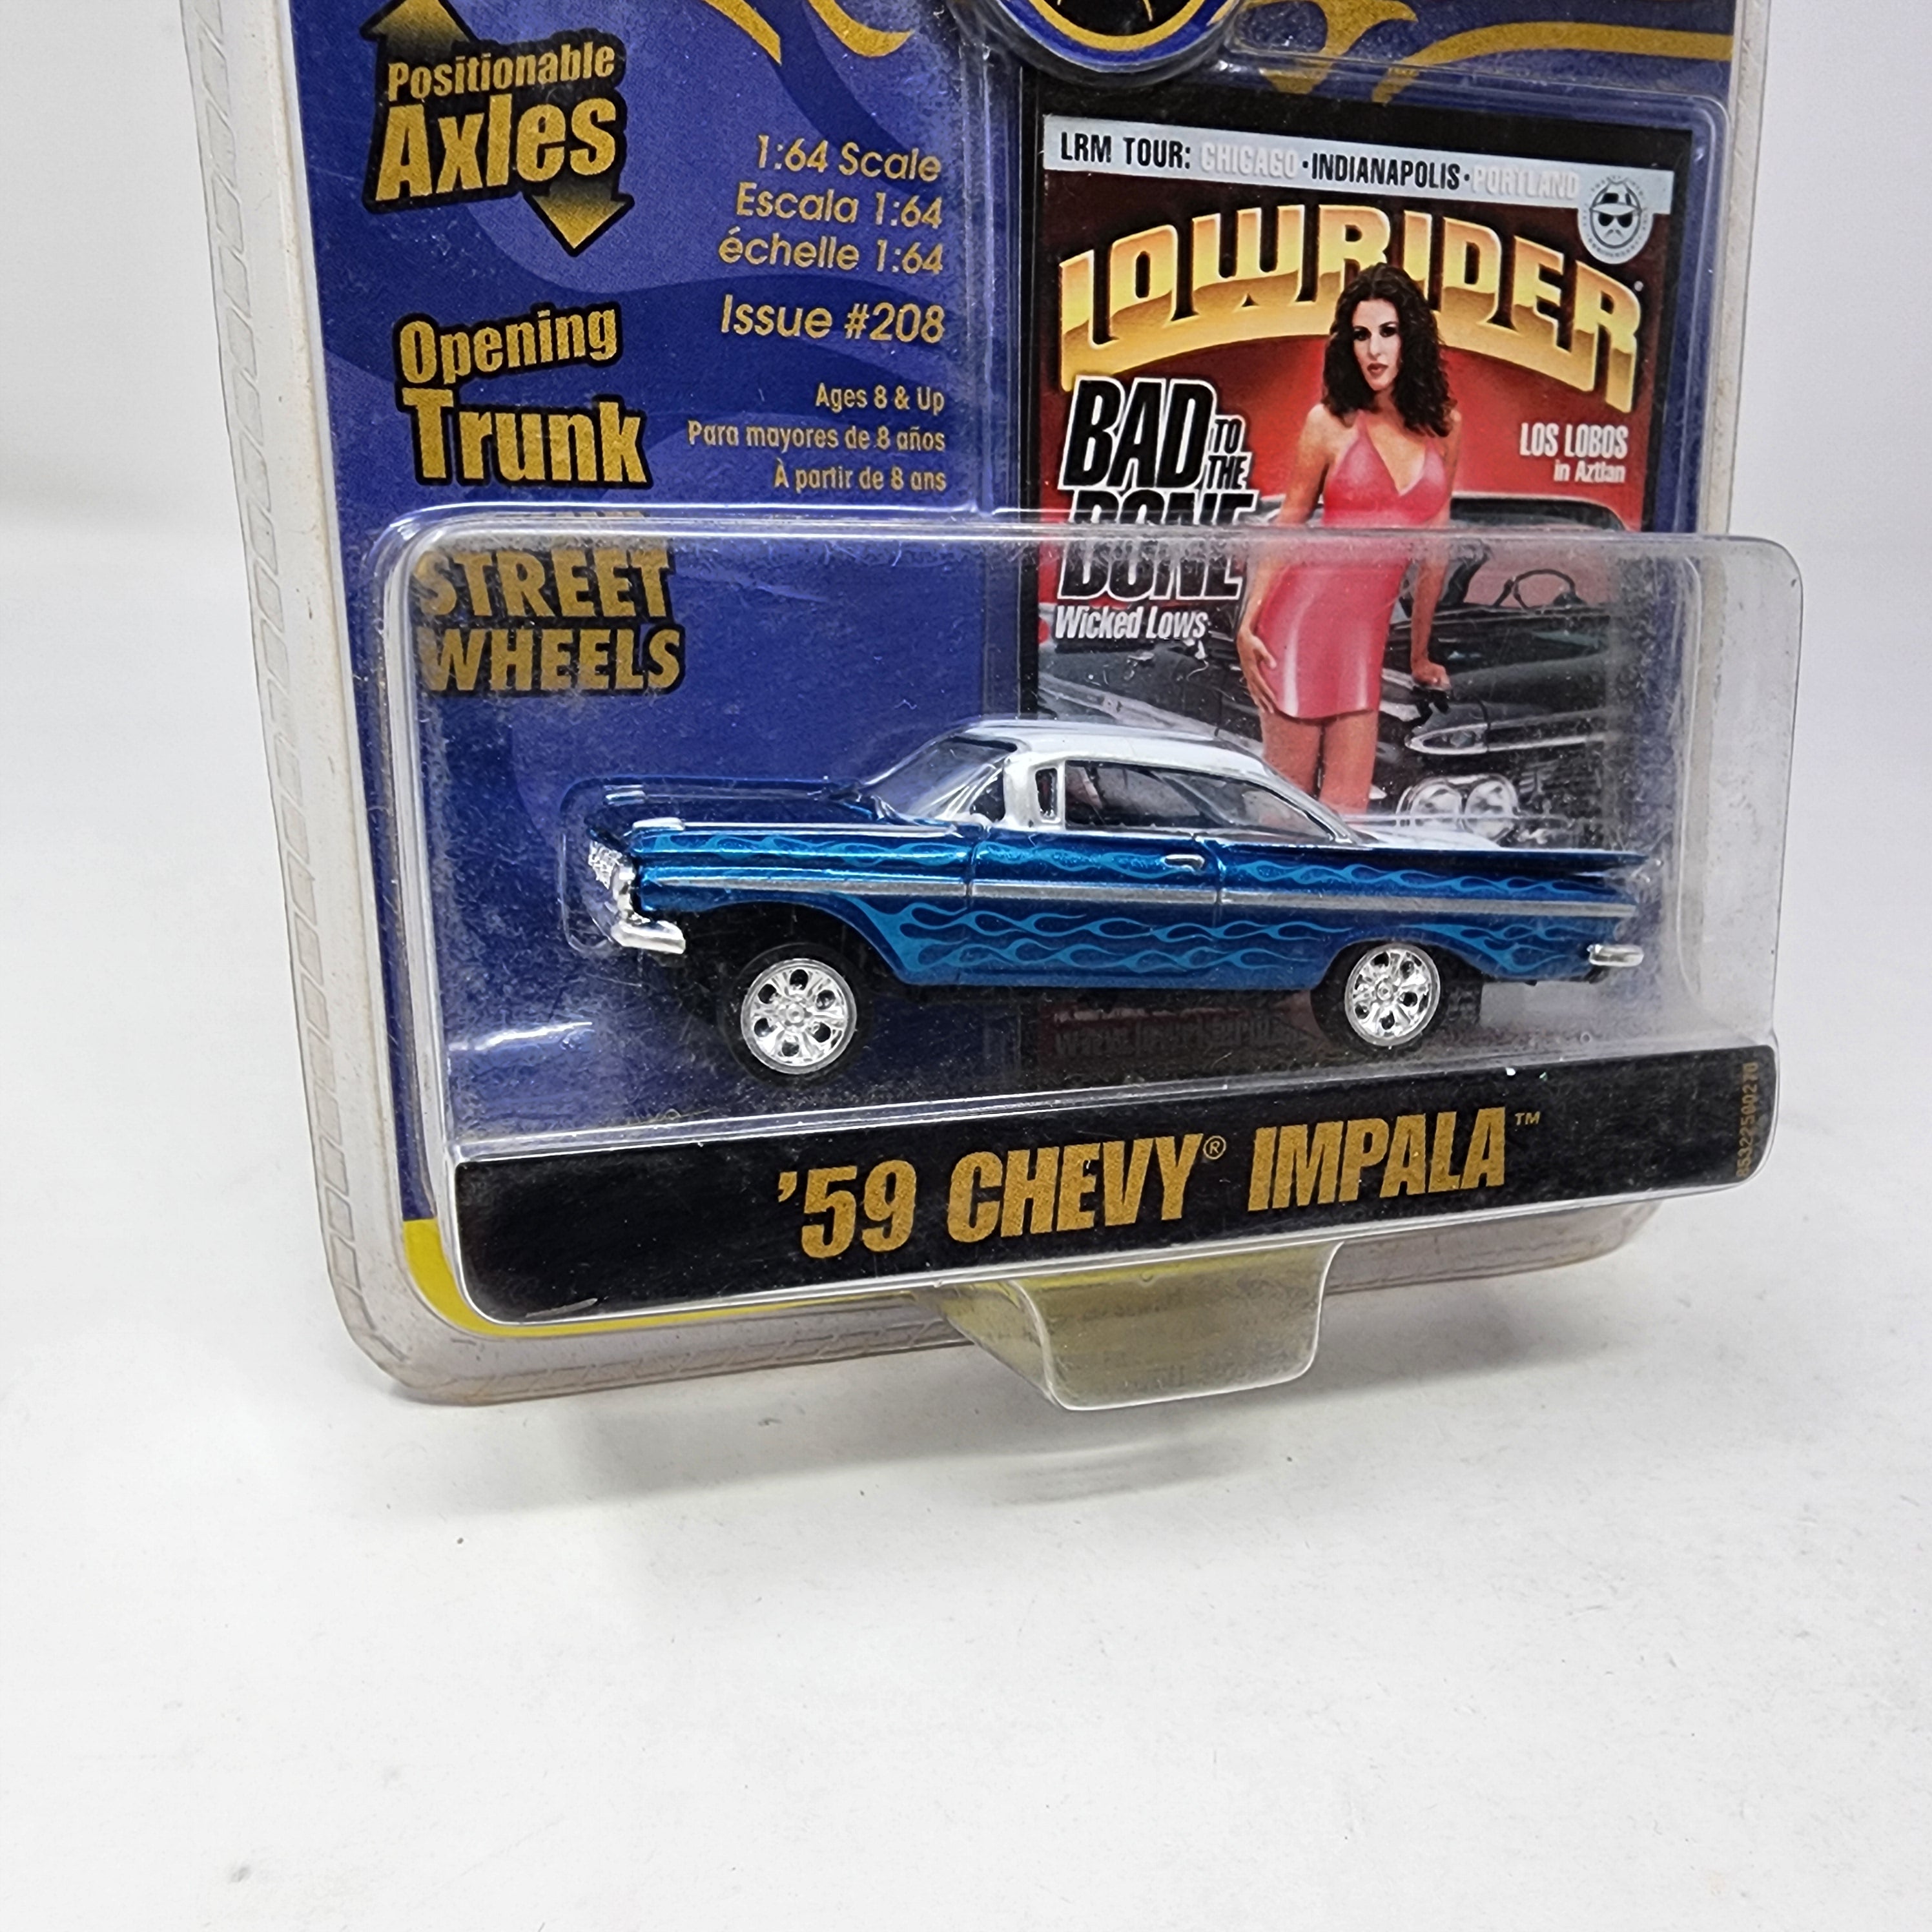 Positionable
Axles
1:64 Scale
Escala 1:64
échelle 1:64
Issue #208
Opening
Trunk
Ages 8 & Up
Para mayores de 8 años
À partir de 8 ans
STREET
WHEELS
LRM TOUR: CHICAGO·INDIANAPOLIS·PORTLAND
LOWRIDER
BAD TO
THE
BONE
Wicked Lows
LOS LOBOS
in Aztlan
'59 CHEVY® IMPALA™